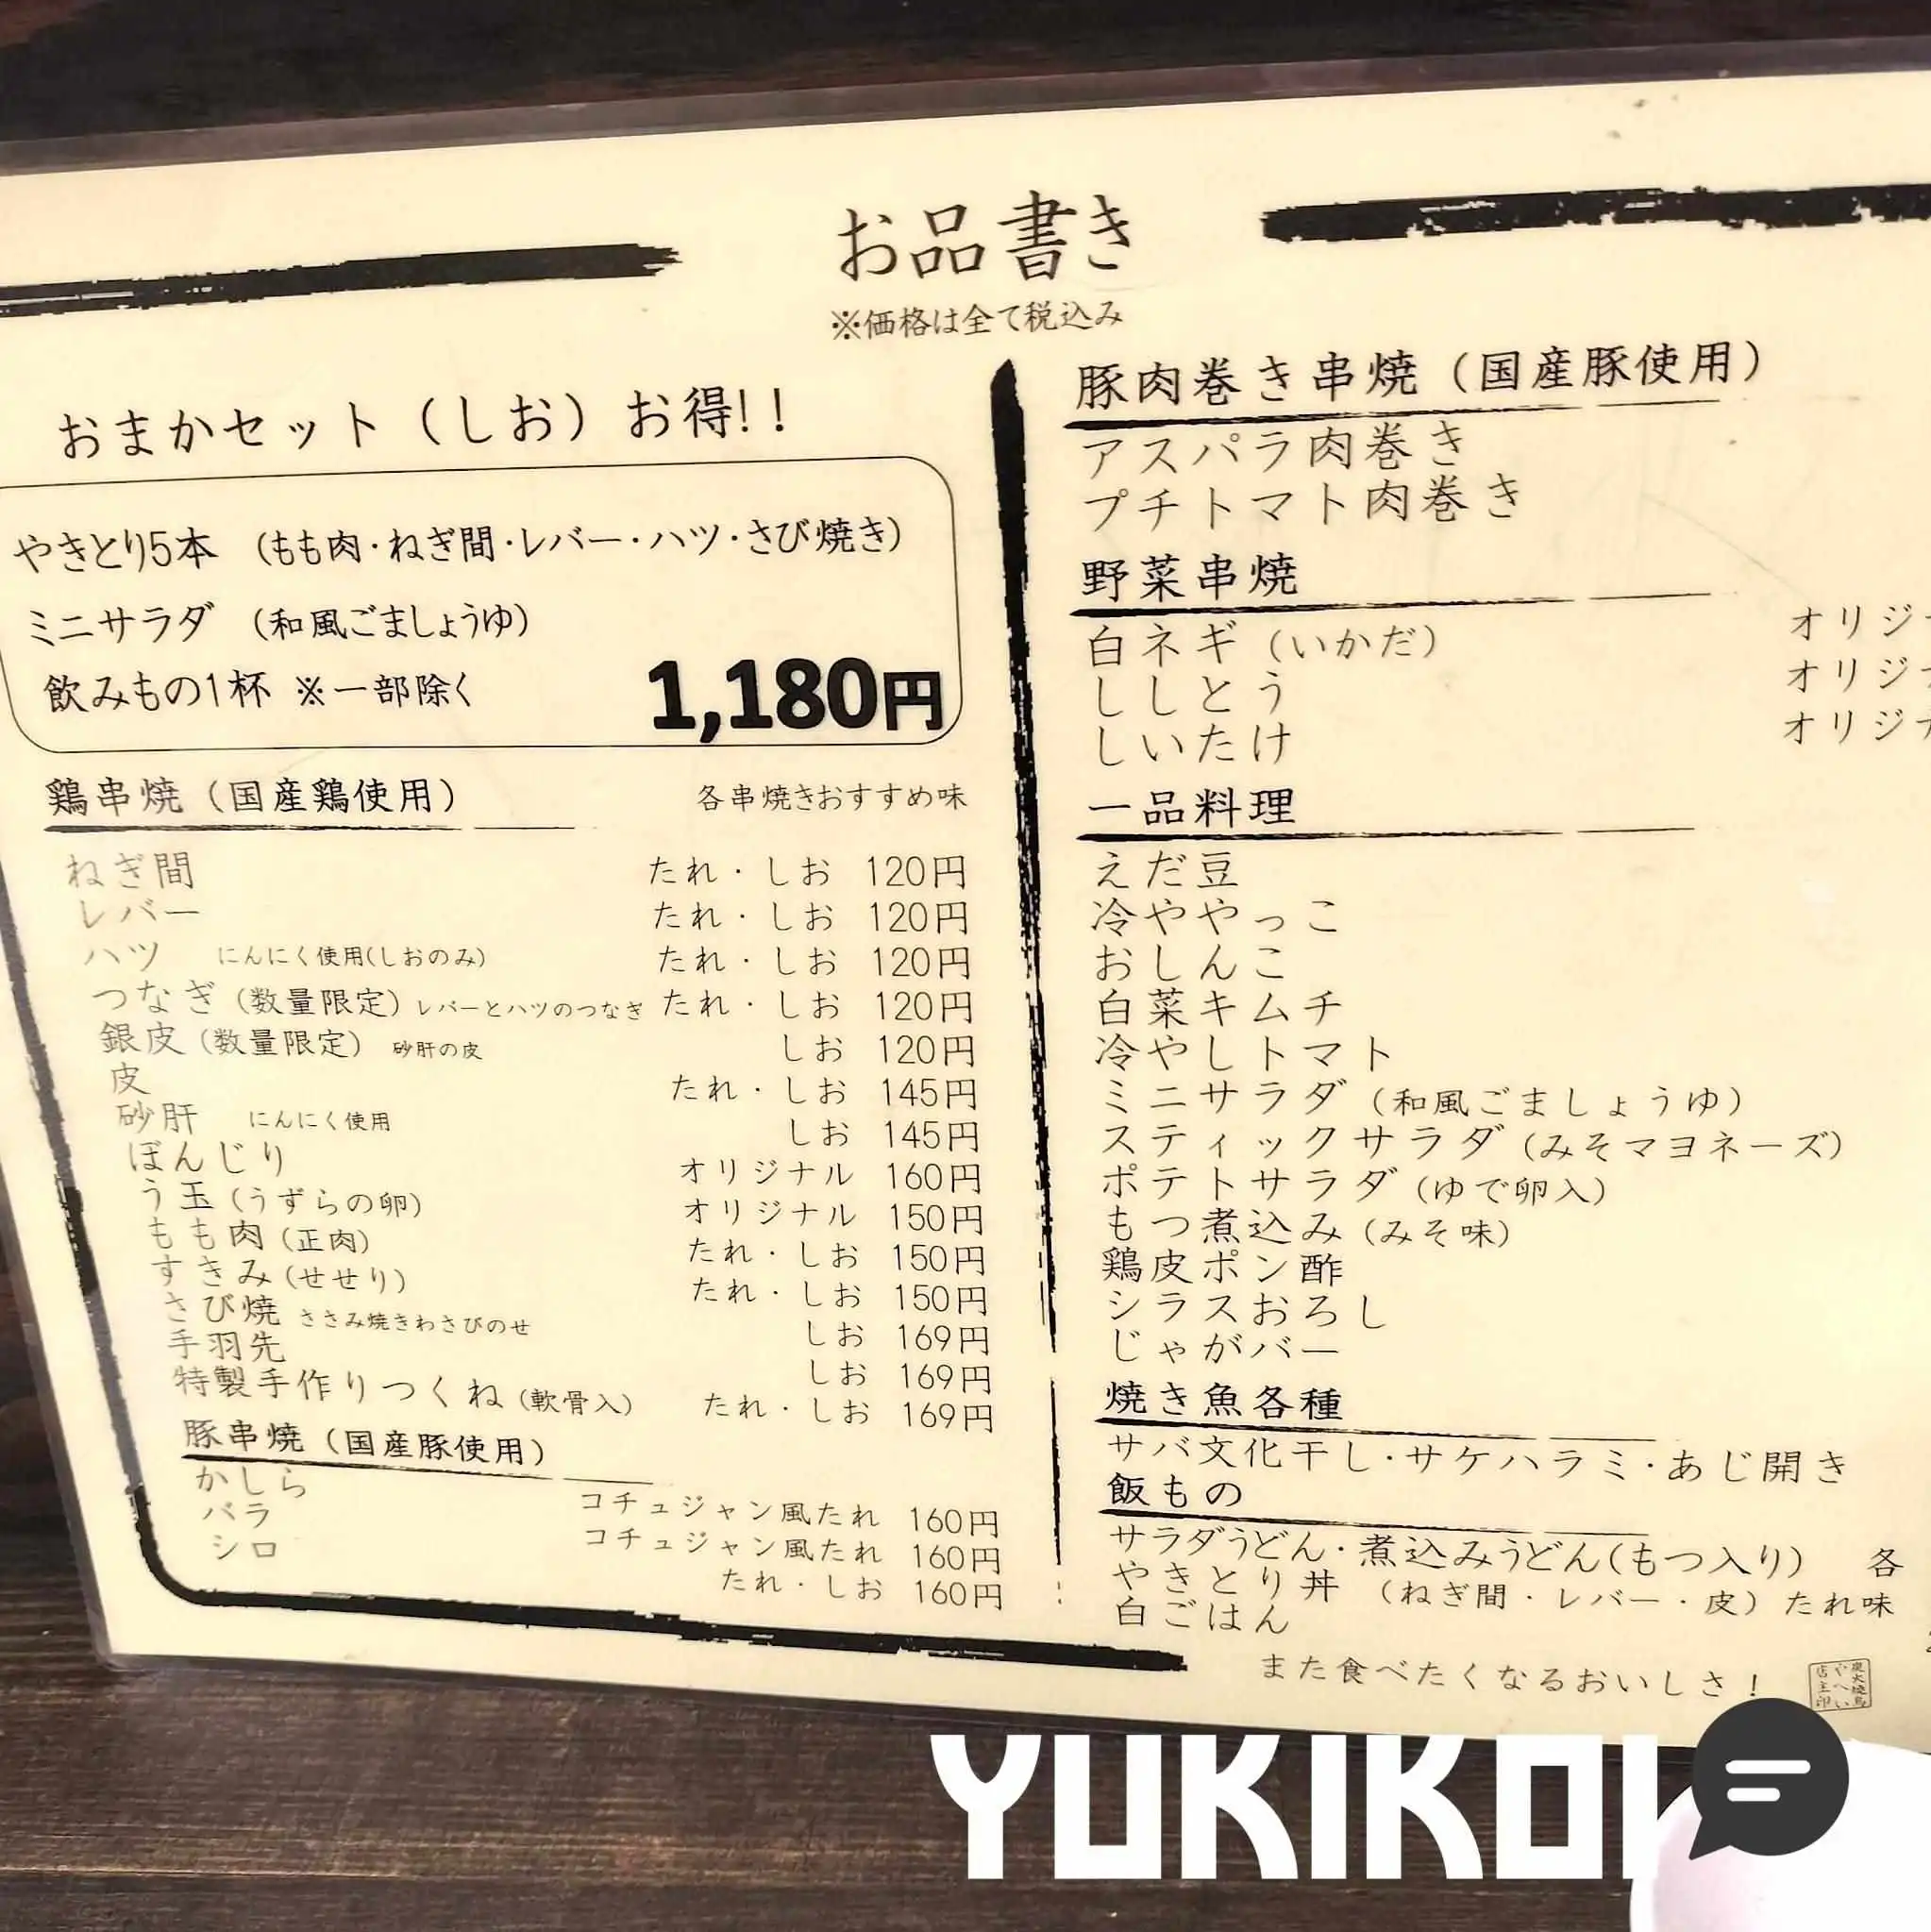 お品書き
※価格は全て税込み
おまかセット（しお）お得!!
やきとり5本 （もも肉・ねぎ間・レバー・ハツ・さび焼き）
ミニサラダ （和風ごましょうゆ）
飲みもの1杯 ※一部除く 1,180円
鶏串焼（国産鶏使用） 各串焼きおすすめ味
ねぎ間 たれ・しお 120円
レバー たれ・しお 120円
ハツ にんにく使用(しおのみ) たれ・しお 120円
つなぎ（数量限定）レバーとハツのつなぎ たれ・しお 120円
銀皮（数量限定） 砂肝の皮 しお 120円
皮 たれ・しお 145円
砂肝 にんにく使用 しお 145円
ぼんじり オリジナル 160円
う玉（うずらの卵） オリジナル 150円
もも肉（正肉） たれ・しお 150円
すきみ（せせり） たれ・しお 150円
さび焼 ささみ焼きわさびのせ しお 169円
手羽先 しお 169円
特製手作りつくね（軟骨入） たれ・しお 169円
豚串焼（国産豚使用）
かしら コチュジャン風たれ 160円
バラ コチュジャン風たれ 160円
シロ たれ・しお 160円
豚肉巻き串焼（国産豚使用）
アスパラ肉巻き
プチトマト肉巻き
野菜串焼
白ネギ（いかだ） オリジ
ししとう オリジ
しいたけ オリジ
一品料理
えだ豆
冷ややっこ
おしんこ
白菜キムチ
冷やしトマト
ミニサラダ（和風ごましょうゆ）
スティックサラダ（みそマヨネーズ）
ポテトサラダ（ゆで卵入）
もつ煮込み（みそ味）
鶏皮ポン酢
シラスおろし
じゃがバー
焼き魚各種
サバ文化干し・サケハラミ・あじ開き
飯もの
サラダうどん・煮込みうどん（もつ入り） 各
やきとり丼 （ねぎ間・レバー・皮）たれ味
白ごはん
また食べたくなるおいしさ！
YUKIKO